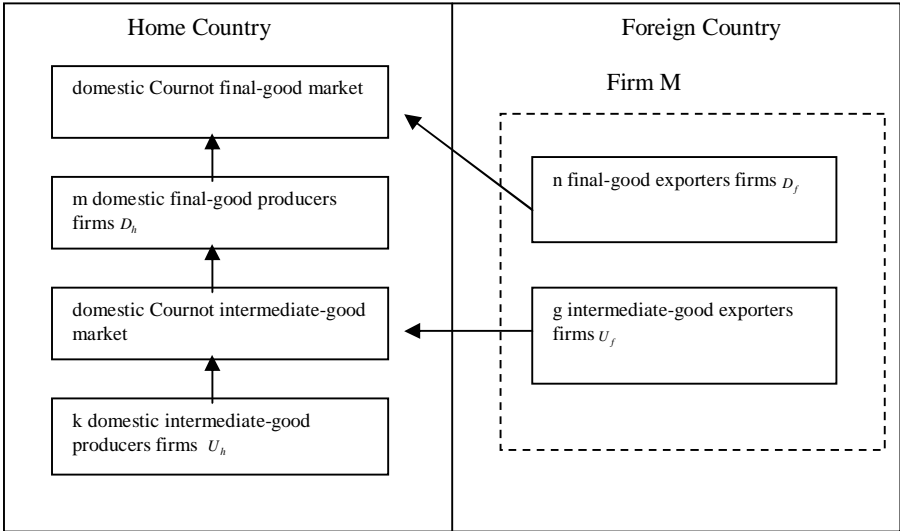 Home Country
domestic Cournot final-good market
m domestic final-good producers
firms D_h
domestic Cournot intermediate-good
market
k domestic intermediate-good
producers firms U_h
Foreign Country
Firm M
n final-good exporters firms D_f
g intermediate-good exporters
firms U_f